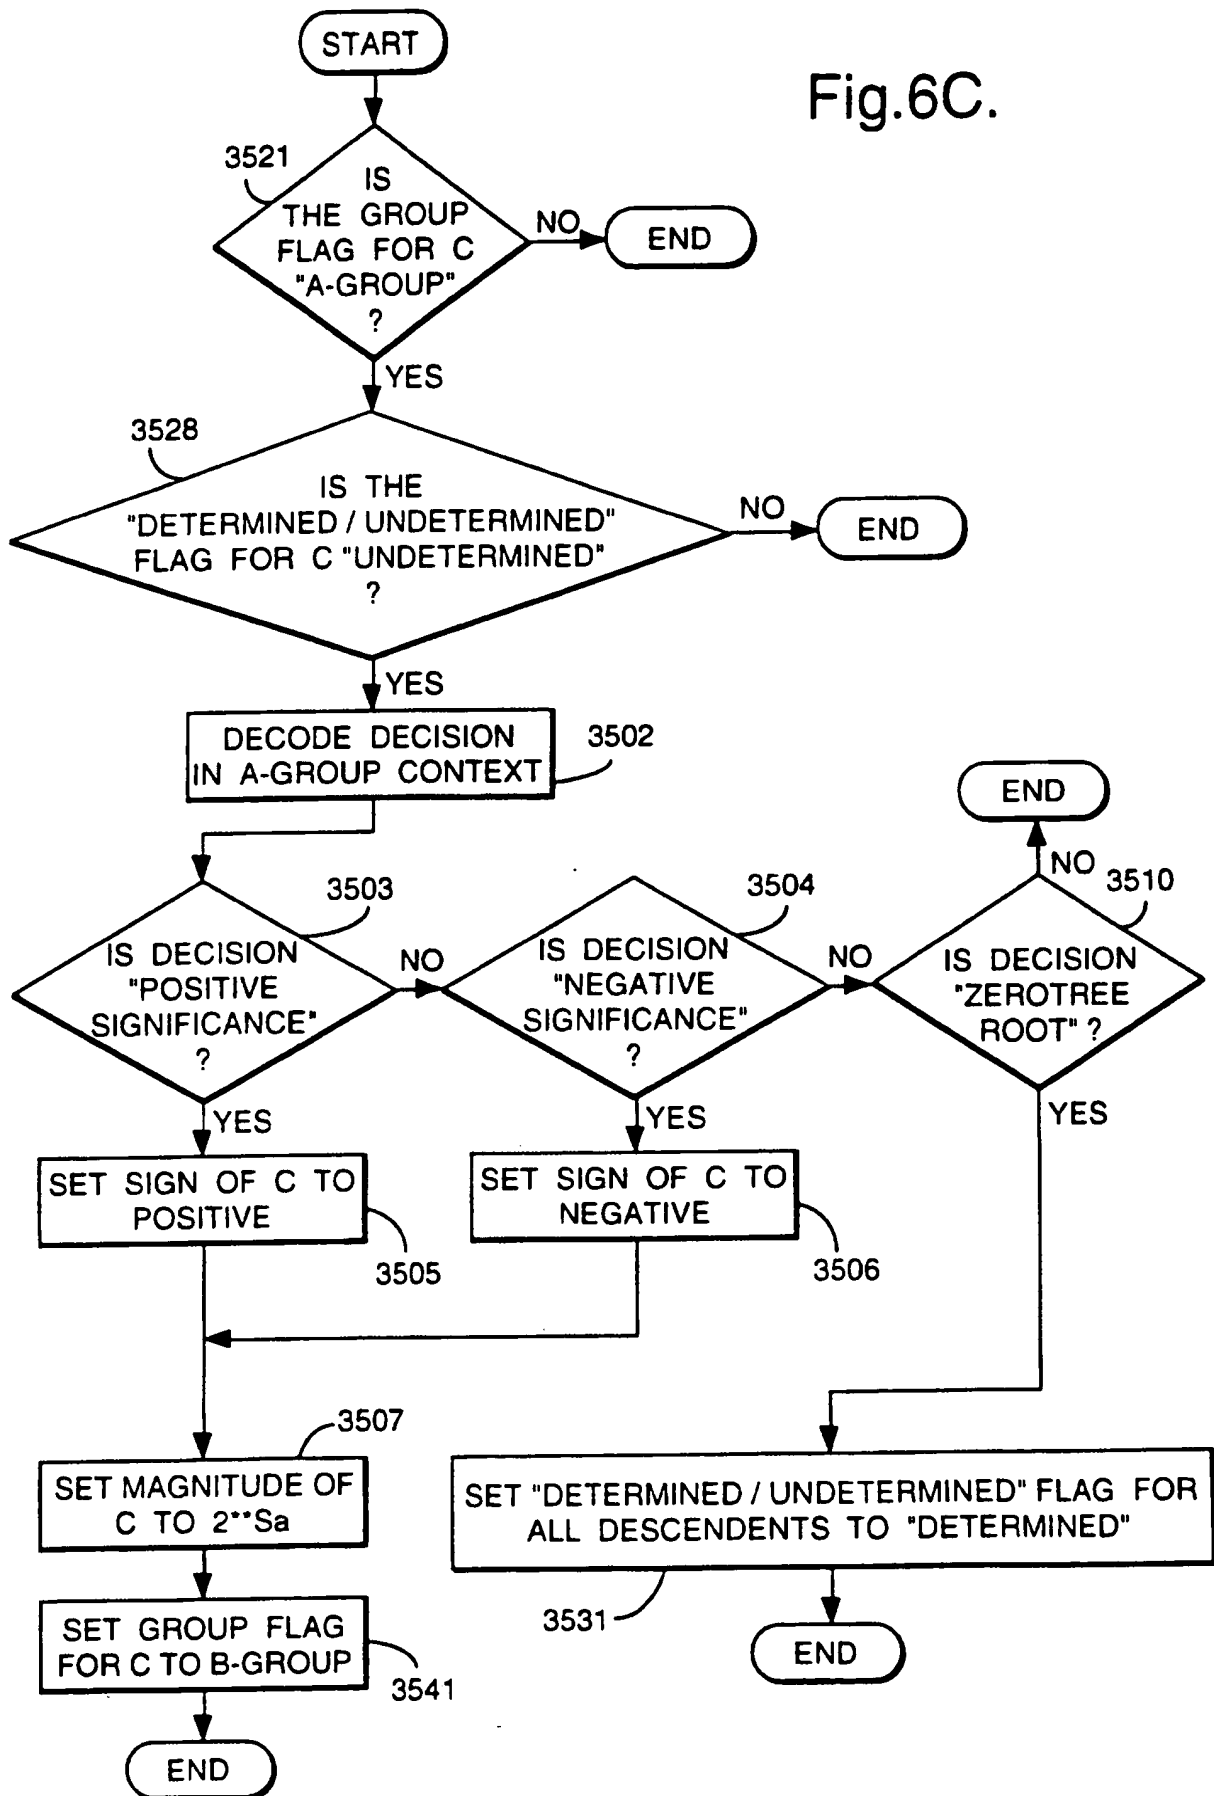 START
Fig.6C.
3521
IS
THE GROUP
FLAG FOR C
"A-GROUP"
?
NO
END
YES
3528
IS THE
"DETERMINED / UNDETERMINED"
FLAG FOR C "UNDETERMINED"
?
NO
END
YES
DECODE DECISION
IN A-GROUP CONTEXT
3502
END
NO
3503
IS DECISION
"POSITIVE
SIGNIFICANCE"
?
NO
3504
IS DECISION
"NEGATIVE
SIGNIFICANCE"
?
NO
3510
IS DECISION
"ZEROTREE
ROOT" ?
YES
YES
YES
SET SIGN OF C TO
POSITIVE
3505
SET SIGN OF C TO
NEGATIVE
3506
3507
SET MAGNITUDE OF
C TO 2**Sa
SET "DETERMINED / UNDETERMINED" FLAG FOR
ALL DESCENDENTS TO "DETERMINED"
3531
SET GROUP FLAG
FOR C TO B-GROUP
3541
END
END